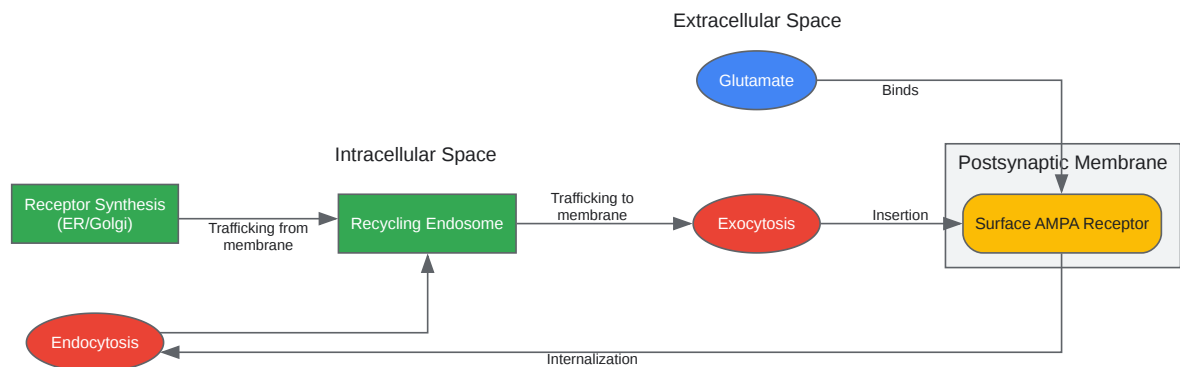 Extracellular Space
Glutamate
Binds
Intracellular Space
Postsynaptic Membrane
Receptor Synthesis
(ER/Golgi)
Trafficking from
membrane
Recycling Endosome
Trafficking to
membrane
Exocytosis
Insertion
Surface AMPA Receptor
Endocytosis
Internalization